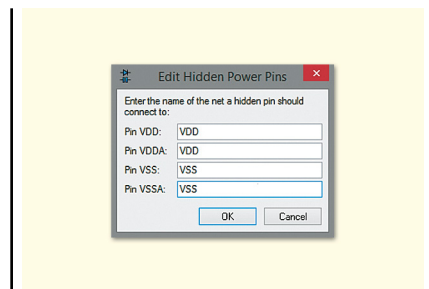 Edit Hidden Power Pins
Enter the name of the net a hidden pin should
connect to:
Pin VDD: VDD
Pin VDDA: VDD
Pin VSS: VSS
Pin VSSA: VSS
OK Cancel